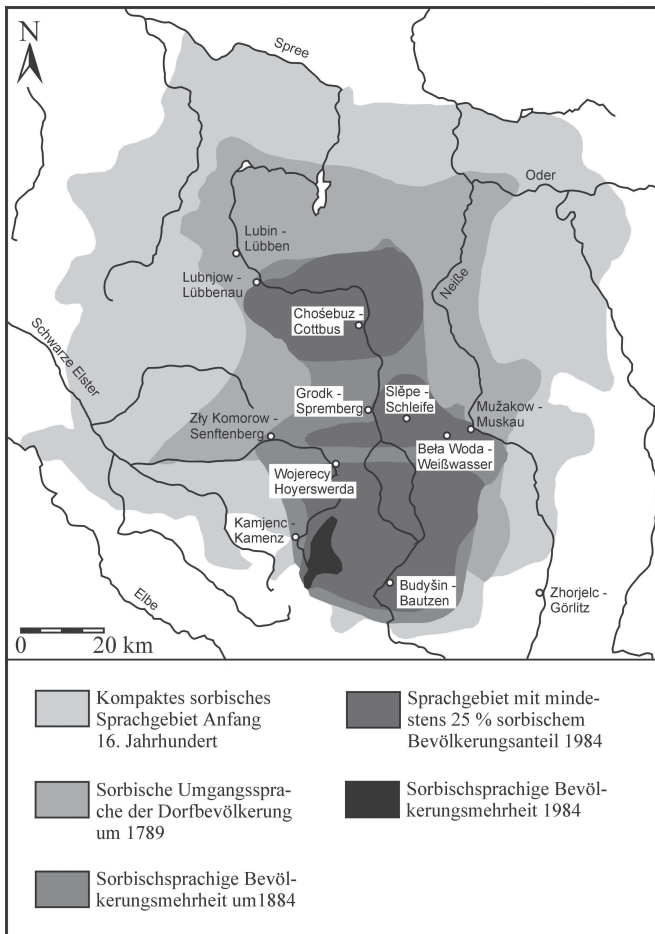 N
Spree
Oder
Lubin -
Lübben
Neiße
Lubnjow -
Lübbenau
Chośebuz -
Cottbus
Schwarze Elster
Grodk -
Spremberg
Slěpe -
Schleife
Zły Komorow -
Senftenberg
Mužakow -
Muskau
Beła Woda -
Weißwasser
Wojerecy
Hoyerswerda
Kamjenc -
Kamenz
Budyšin -
Bautzen
Zhorjelc -
Görlitz
Elbe
0 20 km
Kompaktes sorbisches
Sprachgebiet Anfang
16. Jahrhundert
Sorbische Umgangsspra-
che der Dorfbevölkerung
um 1789
Sorbischsprachige Bevöl-
kerungsmehrheit um1884
Sprachgebiet mit minde-
stens 25 % sorbischem
Bevölkerungsanteil 1984
Sorbischsprachige Bevöl-
kerungsmehrheit 1984